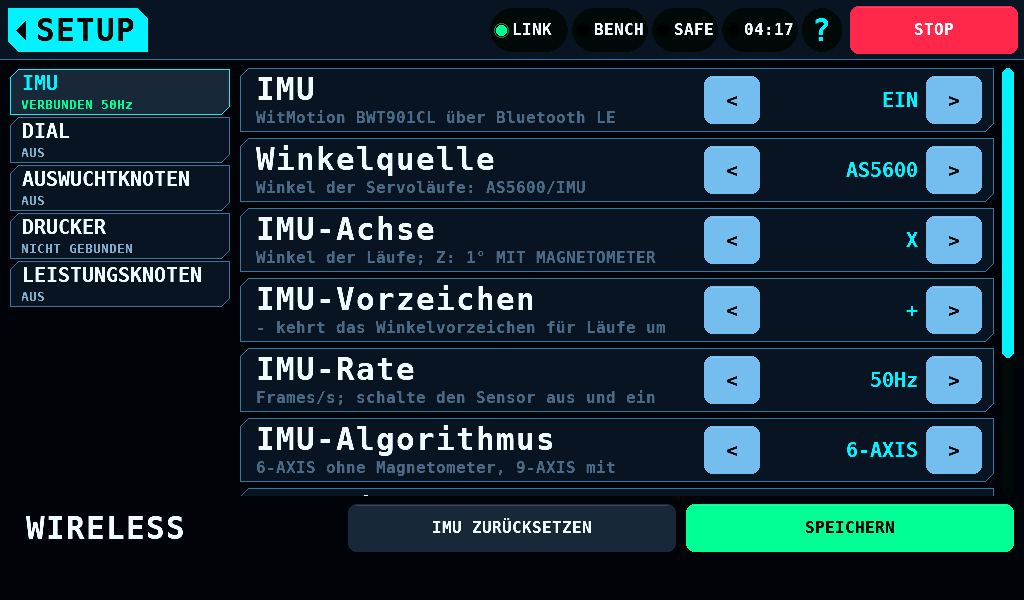 SETUP
LINK
BENCH
SAFE
04:17
?
STOP
IMU
VERBUNDEN 50Hz
DIAL
AUS
AUSWUCHTKNOTEN
AUS
DRUCKER
NICHT GEBUNDEN
LEISTUNGSKNOTEN
AUS
IMU
WitMotion BWT901CL über Bluetooth LE
< EIN >
Winkelquelle
Winkel der Servoläufe: AS5600/IMU
< AS5600 >
IMU-Achse
Winkel der Läufe; Z: 1° MIT MAGNETOMETER
< X >
IMU-Vorzeichen
- kehrt das Winkelvorzeichen für Läufe um
< + >
IMU-Rate
Frames/s; schalte den Sensor aus und ein
< 50Hz >
IMU-Algorithmus
6-AXIS ohne Magnetometer, 9-AXIS mit
< 6-AXIS >
WIRELESS
IMU ZURÜCKSETZEN
SPEICHERN